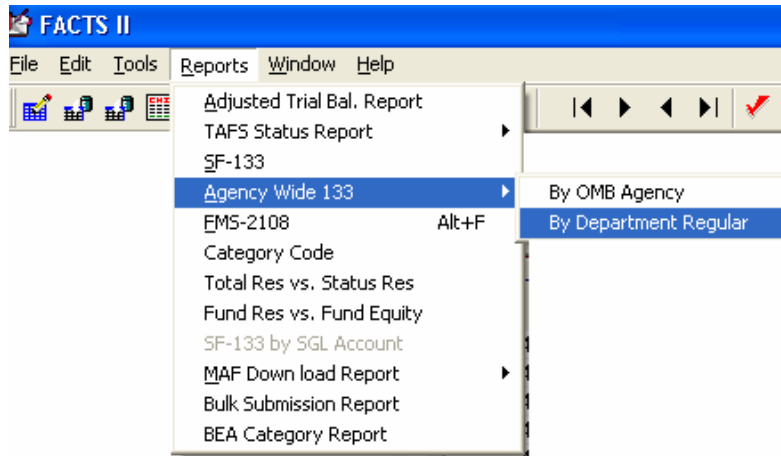 FACTS II
File Edit Tools Reports Window Help
Adjusted Trial Bal. Report
TAFS Status Report
SF-133
Agency Wide 133
By OMB Agency
FMS-2108 Alt+F
By Department Regular
Category Code
Total Res vs. Status Res
Fund Res vs. Fund Equity
SF-133 by SGL Account
MAF Down load Report
Bulk Submission Report
BEA Category Report